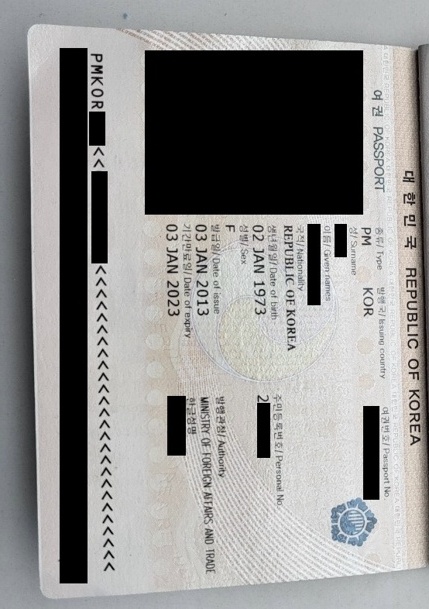 대한민국 REPUBLIC OF KOREA
여권 PASSPORT
종류/Type 발행국/Issuing country 여권번호/Passport No.
PM KOR
성/Surname
이름/Given names
국적/Nationality
REPUBLIC OF KOREA
생년월일/Date of birth 주민등록번호/Personal No.
02 JAN 1973 2
성별/Sex
F
발급일/Date of issue 발행관청/Authority
03 JAN 2013 MINISTRY OF FOREIGN AFFAIRS AND TRADE
기간만료일/Date of expiry 한글성명
03 JAN 2023
PMKOR << <<<<<<<<<<<<<<<<<<<<<<<